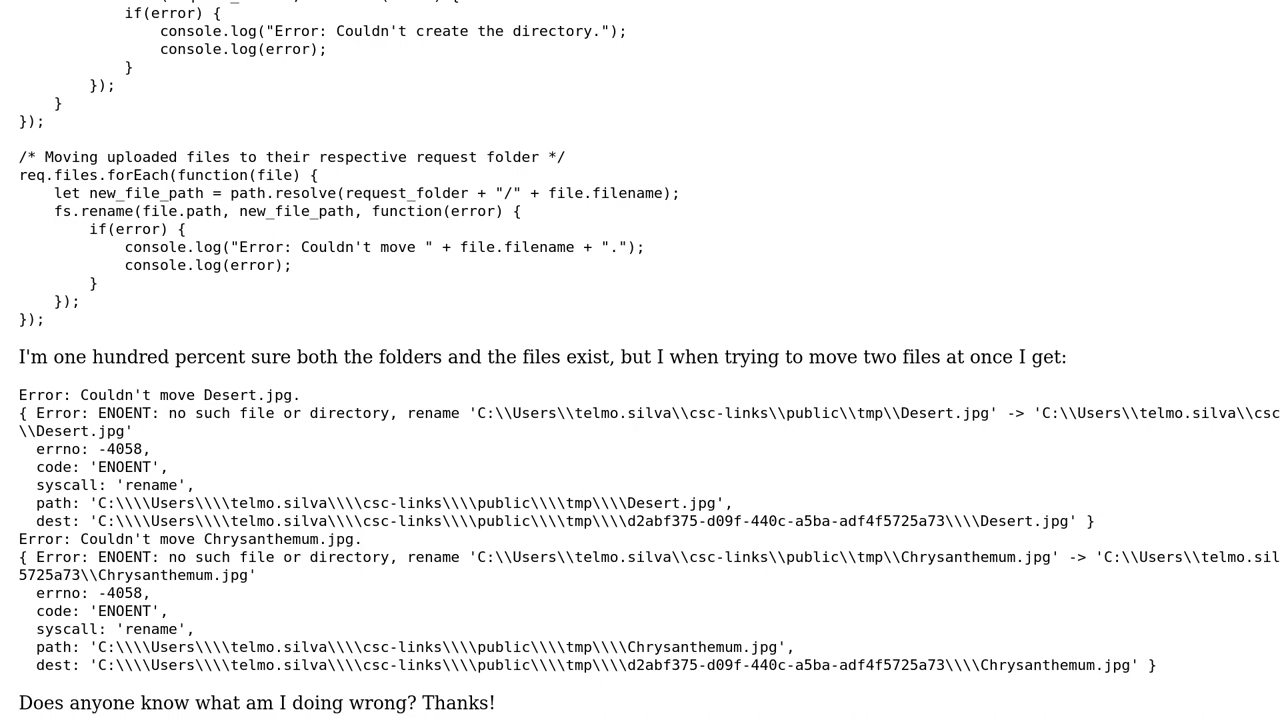 if(error) {
console.log("Error: Couldn't create the directory.");
console.log(error);
}
});
}
});
/* Moving uploaded files to their respective request folder */
req.files.forEach(function(file) {
let new_file_path = path.resolve(request_folder + "/" + file.filename);
fs.rename(file.path, new_file_path, function(error) {
if(error) {
console.log("Error: Couldn't move " + file.filename + ".");
console.log(error);
}
});
});
I'm one hundred percent sure both the folders and the files exist, but I when trying to move two files at once I get:
Error: Couldn't move Desert.jpg.
{ Error: ENOENT: no such file or directory, rename 'C:\\Users\\telmo.silva\\csc-links\\public\\tmp\\Desert.jpg' -> 'C:\\Users\\telmo.silva\\csc
\\Desert.jpg'
errno: -4058,
code: 'ENOENT',
syscall: 'rename',
path: 'C:\\\\Users\\\\telmo.silva\\\\csc-links\\\\public\\\\tmp\\\\Desert.jpg',
dest: 'C:\\\\Users\\\\telmo.silva\\\\csc-links\\\\public\\\\tmp\\\\d2abf375-d09f-440c-a5ba-adf4f5725a73\\\\Desert.jpg' }
Error: Couldn't move Chrysanthemum.jpg.
{ Error: ENOENT: no such file or directory, rename 'C:\\Users\\telmo.silva\\csc-links\\public\\tmp\\Chrysanthemum.jpg' -> 'C:\\Users\\telmo.sil
5725a73\\Chrysanthemum.jpg'
errno: -4058,
code: 'ENOENT',
syscall: 'rename',
path: 'C:\\\\Users\\\\telmo.silva\\\\csc-links\\\\public\\\\tmp\\\\Chrysanthemum.jpg',
dest: 'C:\\\\Users\\\\telmo.silva\\\\csc-links\\\\public\\\\tmp\\\\d2abf375-d09f-440c-a5ba-adf4f5725a73\\\\Chrysanthemum.jpg' }
Does anyone know what am I doing wrong? Thanks!